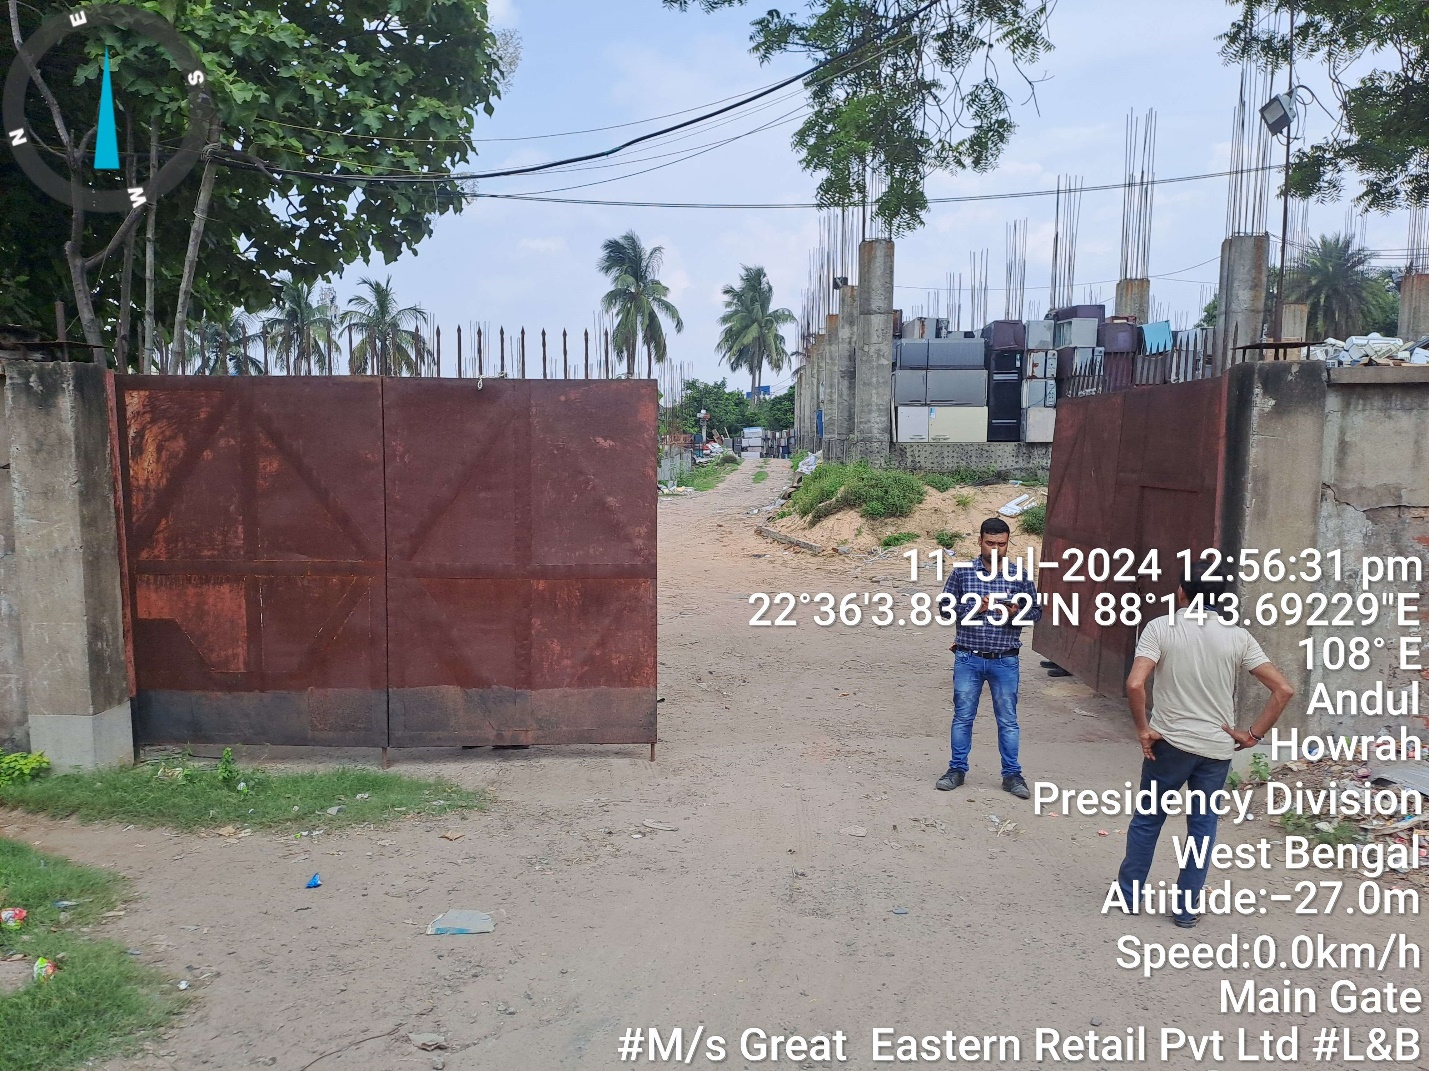 E
S
N
W
11-Jul-2024 12:56:31 pm
22°36'3.83252"N 88°14'3.69229"E
108° E
Andul
Howrah
Presidency Division
West Bengal
Altitude:-27.0m
Speed:0.0km/h
Main Gate
#M/s Great Eastern Retail Pvt Ltd #L&B